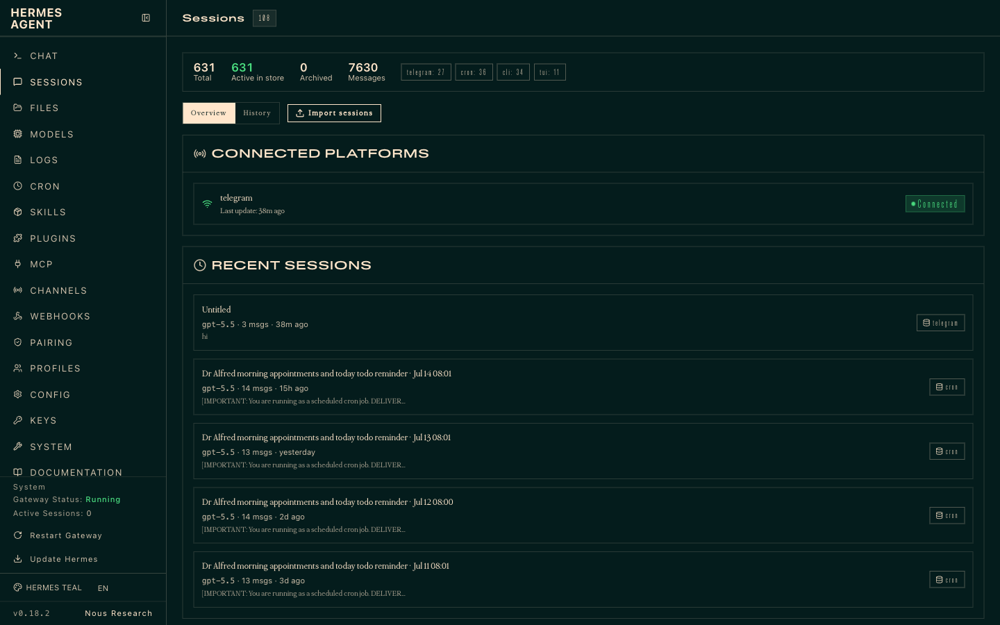 HERMES
AGENT
Sessions 108
CHAT
SESSIONS
FILES
MODELS
LOGS
CRON
SKILLS
PLUGINS
MCP
CHANNELS
WEBHOOKS
PAIRING
PROFILES
CONFIG
KEYS
SYSTEM
DOCUMENTATION
System
Gateway Status: Running
Active Sessions: 0
Restart Gateway
Update Hermes
HERMES TEAL EN
v0.18.2 Nous Research
631 631 0 7630
Total Active in store Archived Messages
telegram: 27 cron: 36 cli: 34 tui: 11
Overview History Import sessions
CONNECTED PLATFORMS
telegram
Last update: 38m ago
Connected
RECENT SESSIONS
Untitled
gpt-5.5 · 3 msgs · 38m ago
hi
telegram
Dr Alfred morning appointments and today todo reminder · Jul 14 08:01
gpt-5.5 · 14 msgs · 15h ago
[IMPORTANT: You are running as a scheduled cron job. DELIVER...
cron
Dr Alfred morning appointments and today todo reminder · Jul 13 08:01
gpt-5.5 · 13 msgs · yesterday
[IMPORTANT: You are running as a scheduled cron job. DELIVER...
cron
Dr Alfred morning appointments and today todo reminder · Jul 12 08:00
gpt-5.5 · 14 msgs · 2d ago
[IMPORTANT: You are running as a scheduled cron job. DELIVER...
cron
Dr Alfred morning appointments and today todo reminder · Jul 11 08:01
gpt-5.5 · 13 msgs · 3d ago
[IMPORTANT: You are running as a scheduled cron job. DELIVER...
cron